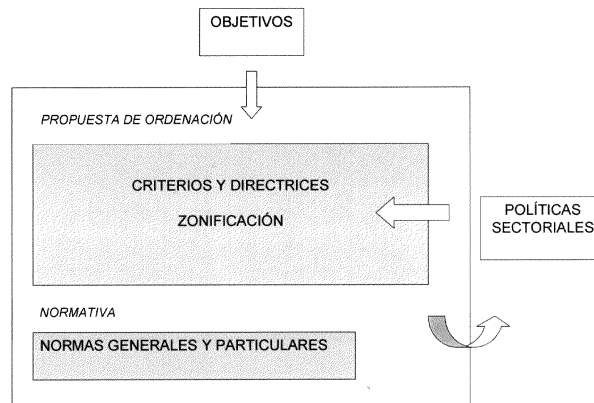 OBJETIVOS
PROPUESTA DE ORDENACIÓN
CRITERIOS Y DIRECTRICES
ZONIFICACIÓN
POLÍTICAS
SECTORIALES
NORMATIVA
NORMAS GENERALES Y PARTICULARES